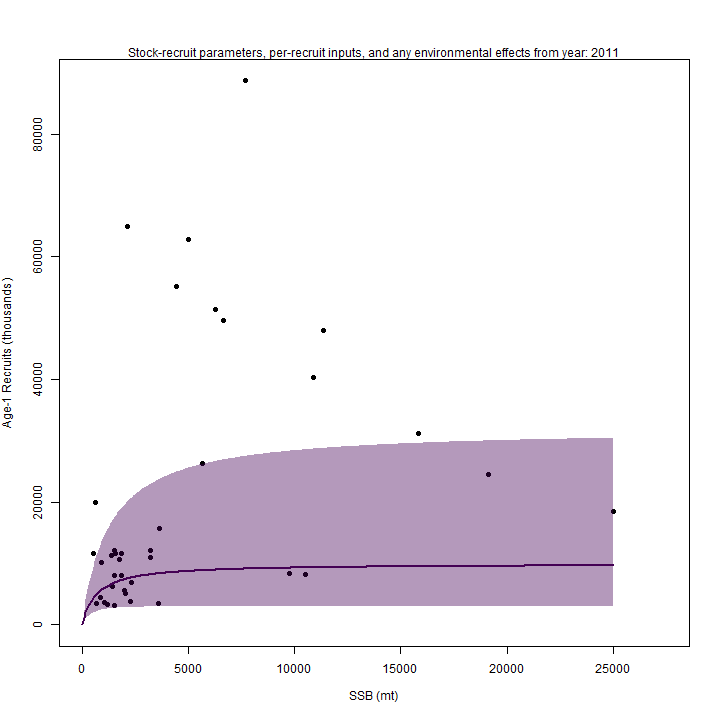 Stock-recruit parameters, per-recruit inputs, and any environmental effects from year: 2011
Age-1 Recruits (thousands)
80000
60000
40000
20000
0
0 5000 10000 15000 20000 25000
SSB (mt)